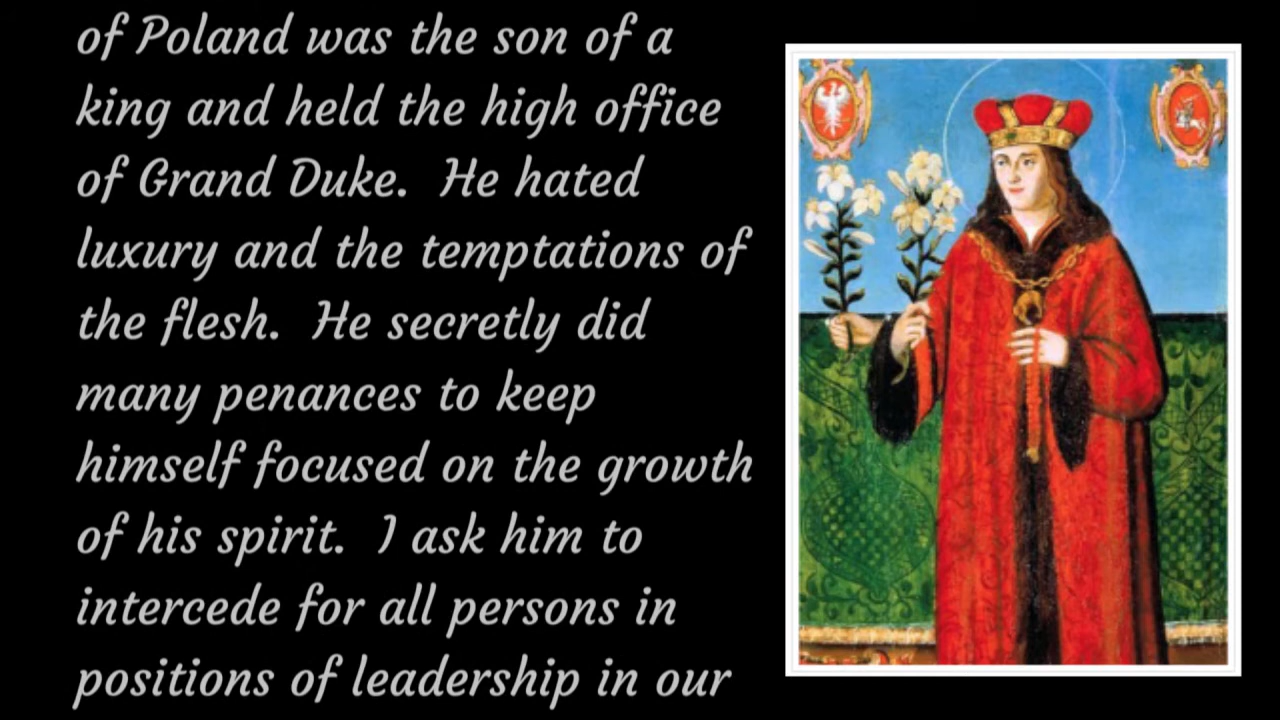 of Poland was the son of a
king and held the high office
of Grand Duke.  He hated
luxury and the temptations of
the flesh.  He secretly did
many penances to keep
himself focused on the growth
of his spirit.  I ask him to
intercede for all persons in
positions of leadership in our